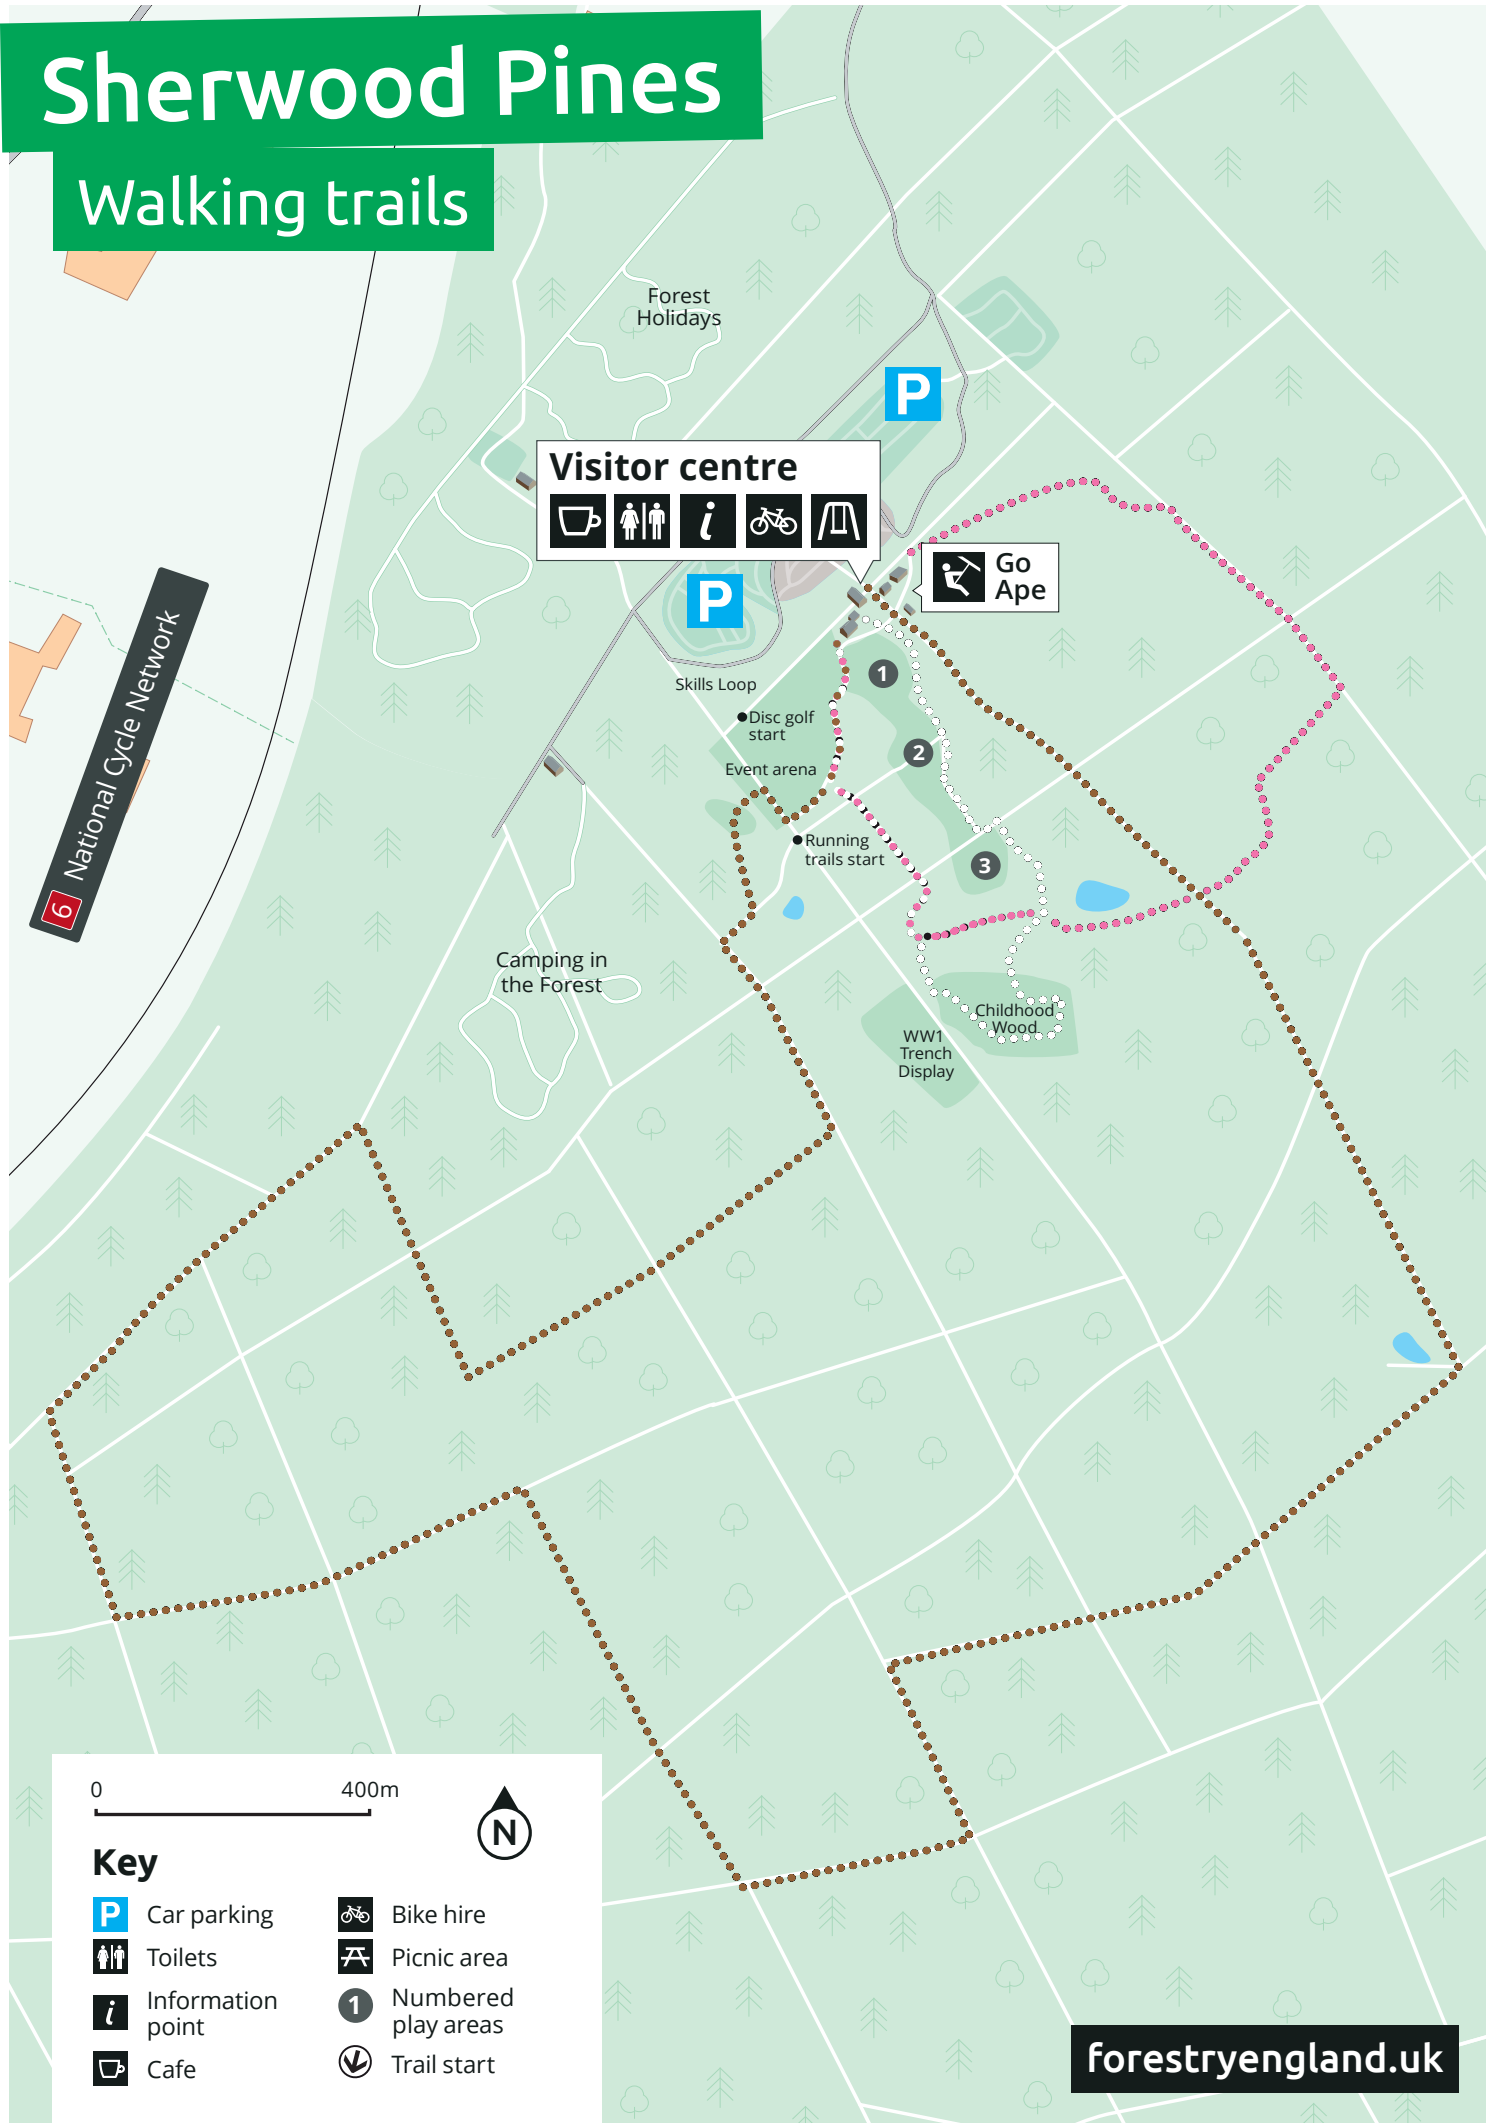 Sherwood Pines
Walking trails
Forest
Holidays
P
Visitor centre
i
Go
Ape
P
1
Skills Loop
Disc golf
start
2
Event arena
Running
trails start
3
6 National Cycle Network
Camping in
the Forest
Childhood
Wood
WW1
Trench
Display
0 400m
N
Key
P Car parking
Toilets
i Information
point
Cafe
Bike hire
Picnic area
1 Numbered
play areas
Trail start
forestryengland.uk